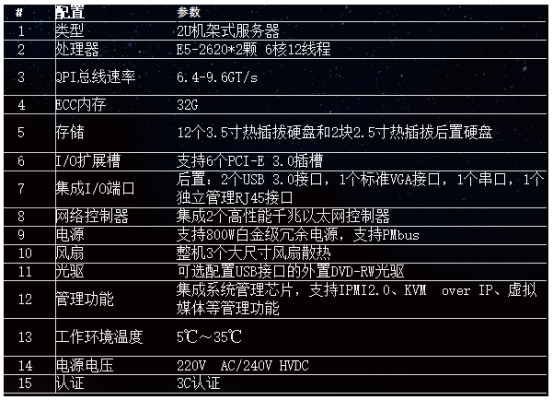 # 配置 参数
1 类型 2U机架式服务器
2 处理器 E5-2620*2颗 6核12线程
3 QPI总线速率 6.4-9.6GT/s
4 ECC内存 32G
5 存储 12个3.5寸热插拔硬盘和2块2.5寸热插拔后置硬盘
6 I/O扩展槽 支持6个PCI-E 3.0插槽
7 集成I/O端口 后置：2个USB 3.0接口，1个标准VGA接口，1个串口，1个
独立管理RJ45接口
8 网络控制器 集成2个高性能千兆以太网控制器
9 电源 支持800W白金级冗余电源，支持PMbus
10 风扇 整机3个大尺寸风扇散热
11 光驱 可选配置USB接口的外置DVD-RW光驱
12 管理功能 集成系统管理芯片，支持IPMI2.0、KVM over IP、虚拟
媒体等管理功能
13 工作环境温度 5℃～35℃
14 电源电压 220V AC/240V HVDC
15 认证 3C认证